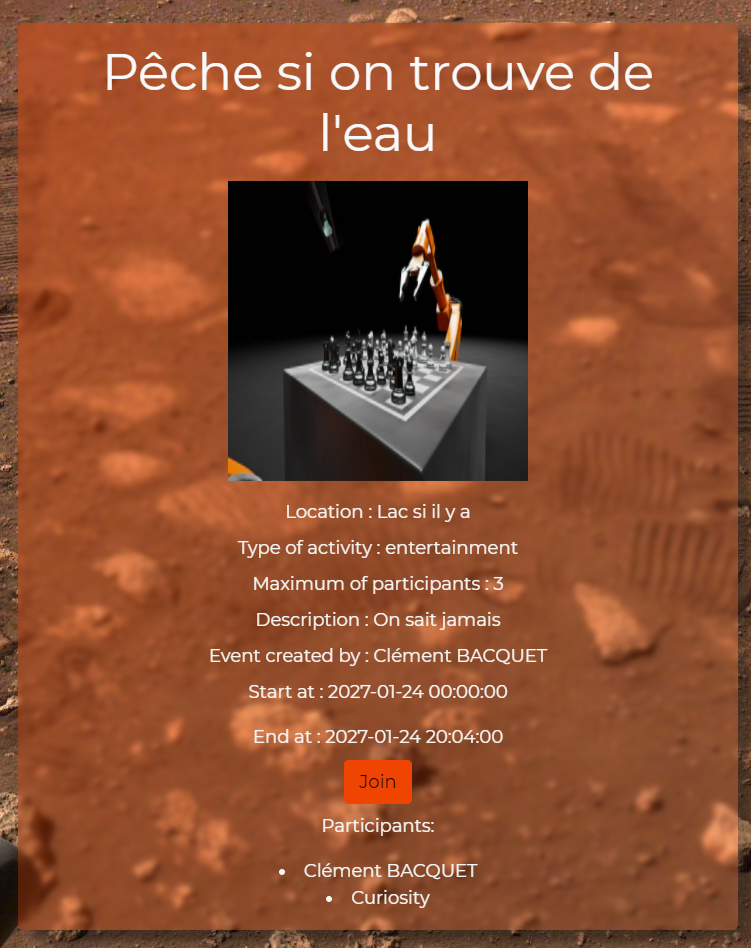 Pêche si on trouve de
l'eau
Location : Lac si il y a
Type of activity : entertainment
Maximum of participants : 3
Description : On sait jamais
Event created by : Clément BACQUET
Start at : 2027-01-24 00:00:00
End at : 2027-01-24 20:04:00
Join
Participants:
• Clément BACQUET
• Curiosity